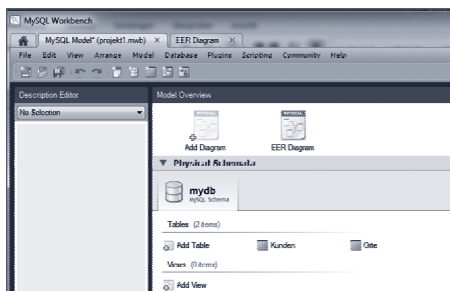 MySQL Workbench
MySQL Model* (projekt1.mwb) × EER Diagram ×
File Edit View Arrange Model Database Plugins Scripting Community Help
Description Editor
Model Overview
No Selection
Add Diagram
EER Diagram
Physical Schemata
mydb
MySQL Schema
Tables (2 items)
Add Table
Kunden
Orte
Views (0 items)
Add View